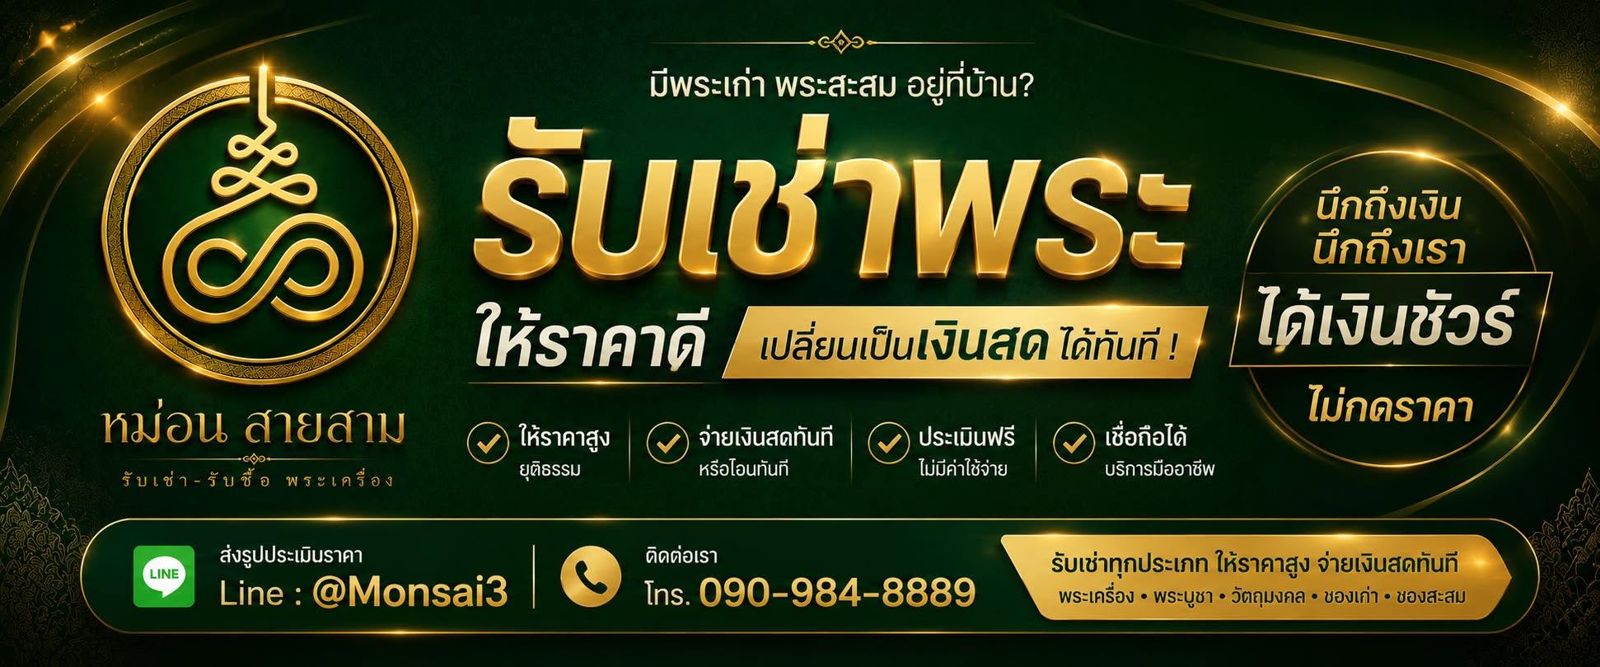 หม่อน สายสาม
รับเช่า-รับซื้อ พระเครื่อง
มีพระเก่า พระสะสม อยู่ที่บ้าน?
รับเช่าพระ
ให้ราคาดี
เปลี่ยนเป็นเงินสด ได้ทันที !
ให้ราคาสูง
ยุติธรรม
จ่ายเงินสดทันที
หรือโอนทันที
ประเมินฟรี
ไม่มีค่าใช้จ่าย
เชื่อถือได้
บริการมืออาชีพ
นึกถึงเงิน
นึกถึงเรา
ได้เงินชัวร์
ไม่กดราคา
LINE
ส่งรูปประเมินราคา
Line : @Monsai3
ติดต่อเรา
โทร. 090-984-8889
รับเช่าทุกประเภท ให้ราคาสูง จ่ายเงินสดทันที
พระเครื่อง • พระบูชา • วัตถุมงคล • ของเก่า • ของสะสม